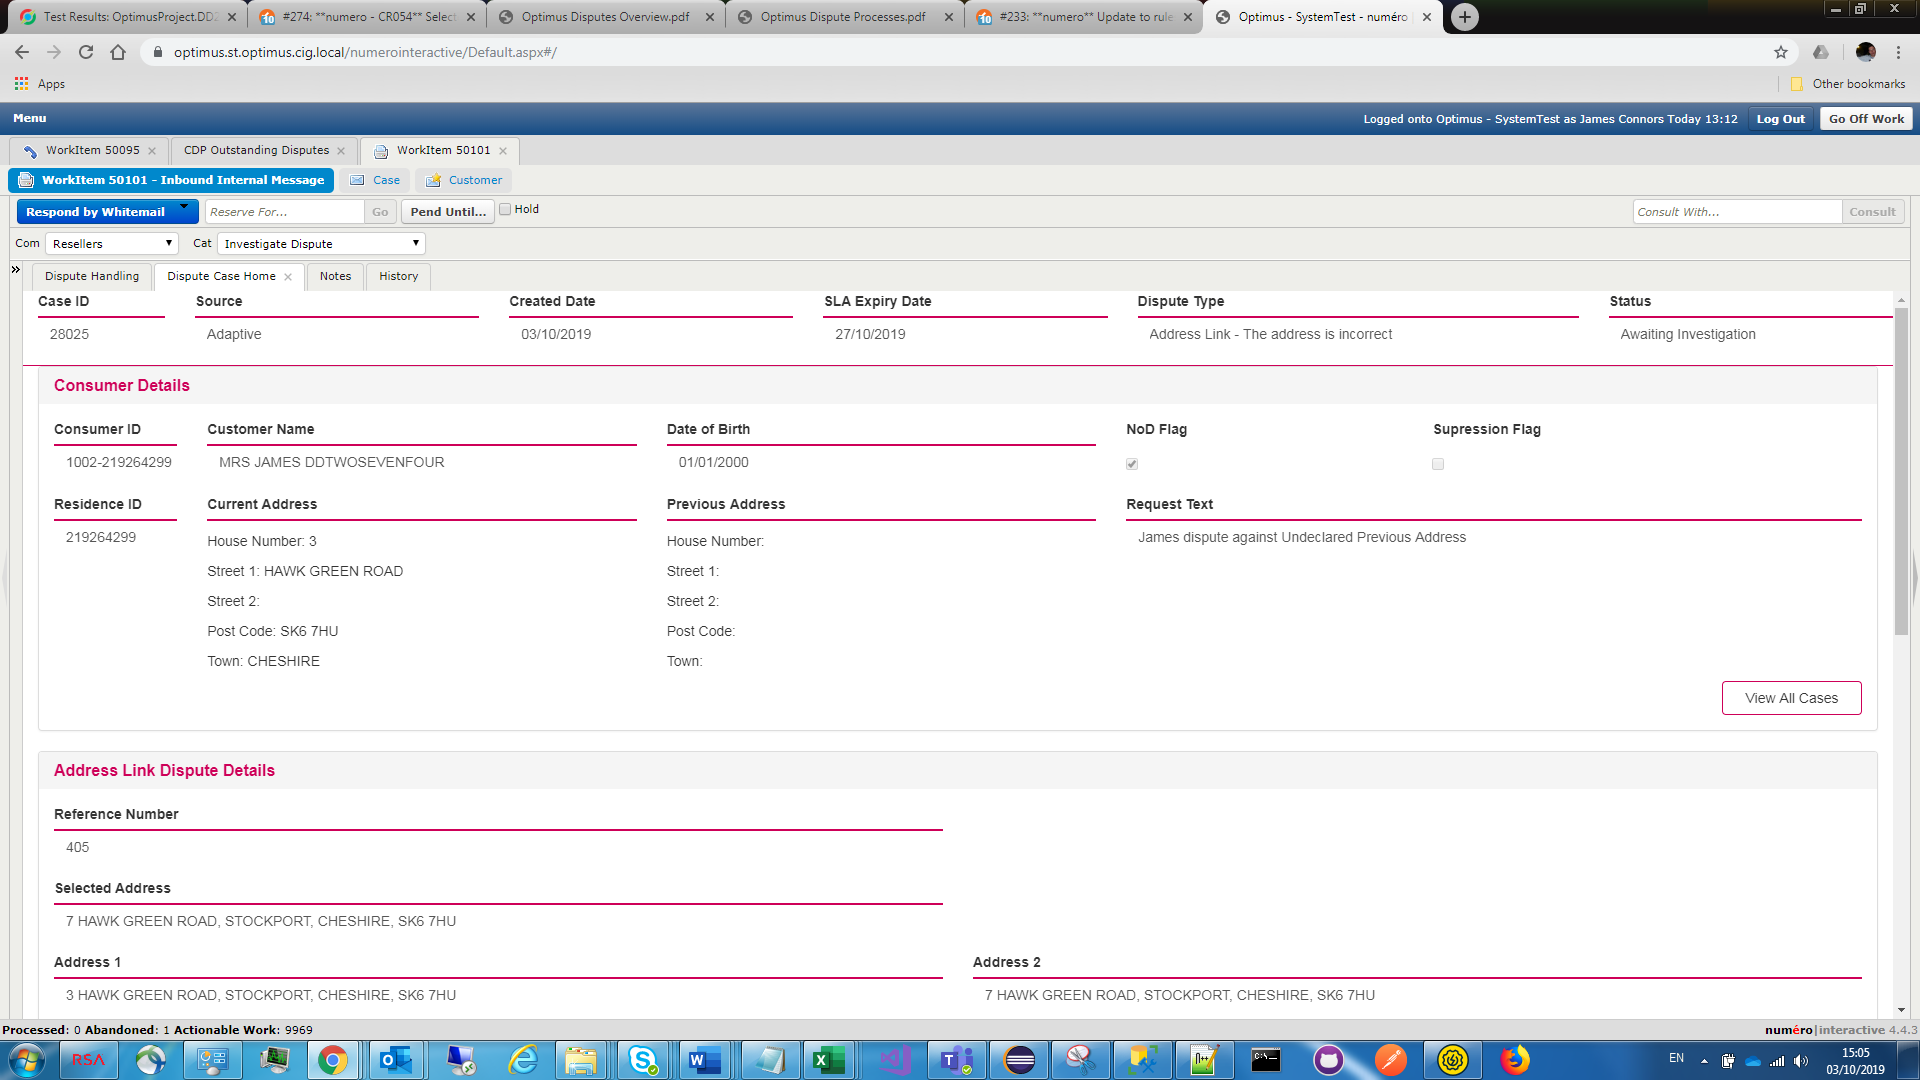 Test Results: OptimusProject.DD2
#274: **numero - CR054** Select
Optimus Disputes Overview.pdf
Optimus Dispute Processes.pdf
#233: **numero** Update to rule
Optimus - SystemTest - numéro
optimus.st.optimus.cig.local/numerointeractive/Default.aspx#/
Apps
Other bookmarks
Menu
Logged onto Optimus - SystemTest as James Connors Today 13:12
Log Out
Go Off Work
WorkItem 50095
CDP Outstanding Disputes
WorkItem 50101
WorkItem 50101 - Inbound Internal Message
Case
Customer
Respond by Whitemail
Reserve For...
Go
Pend Until...
Hold
Consult With...
Consult
Com
Resellers
Cat
Investigate Dispute
Dispute Handling
Dispute Case Home
Notes
History
Case ID
Source
Created Date
SLA Expiry Date
Dispute Type
Status
28025
Adaptive
03/10/2019
27/10/2019
Address Link - The address is incorrect
Awaiting Investigation
Consumer Details
Consumer ID
Customer Name
Date of Birth
NoD Flag
Supression Flag
1002-219264299
MRS JAMES DDTWOSEVENFOUR
01/01/2000
Residence ID
Current Address
Previous Address
Request Text
219264299
House Number: 3
House Number:
James dispute against Undeclared Previous Address
Street 1: HAWK GREEN ROAD
Street 1:
Street 2:
Street 2:
Post Code: SK6 7HU
Post Code:
Town: CHESHIRE
Town:
View All Cases
Address Link Dispute Details
Reference Number
405
Selected Address
7 HAWK GREEN ROAD, STOCKPORT, CHESHIRE, SK6 7HU
Address 1
Address 2
3 HAWK GREEN ROAD, STOCKPORT, CHESHIRE, SK6 7HU
7 HAWK GREEN ROAD, STOCKPORT, CHESHIRE, SK6 7HU
Processed: 0 Abandoned: 1 Actionable Work: 9969
numéro|interactive 4.4.3
RSA
EN
15:05
03/10/2019